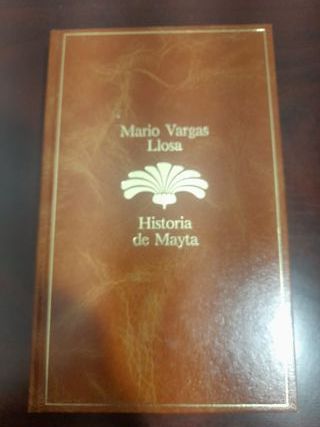 Mario Vargas
Llosa
Historia
de Mayta